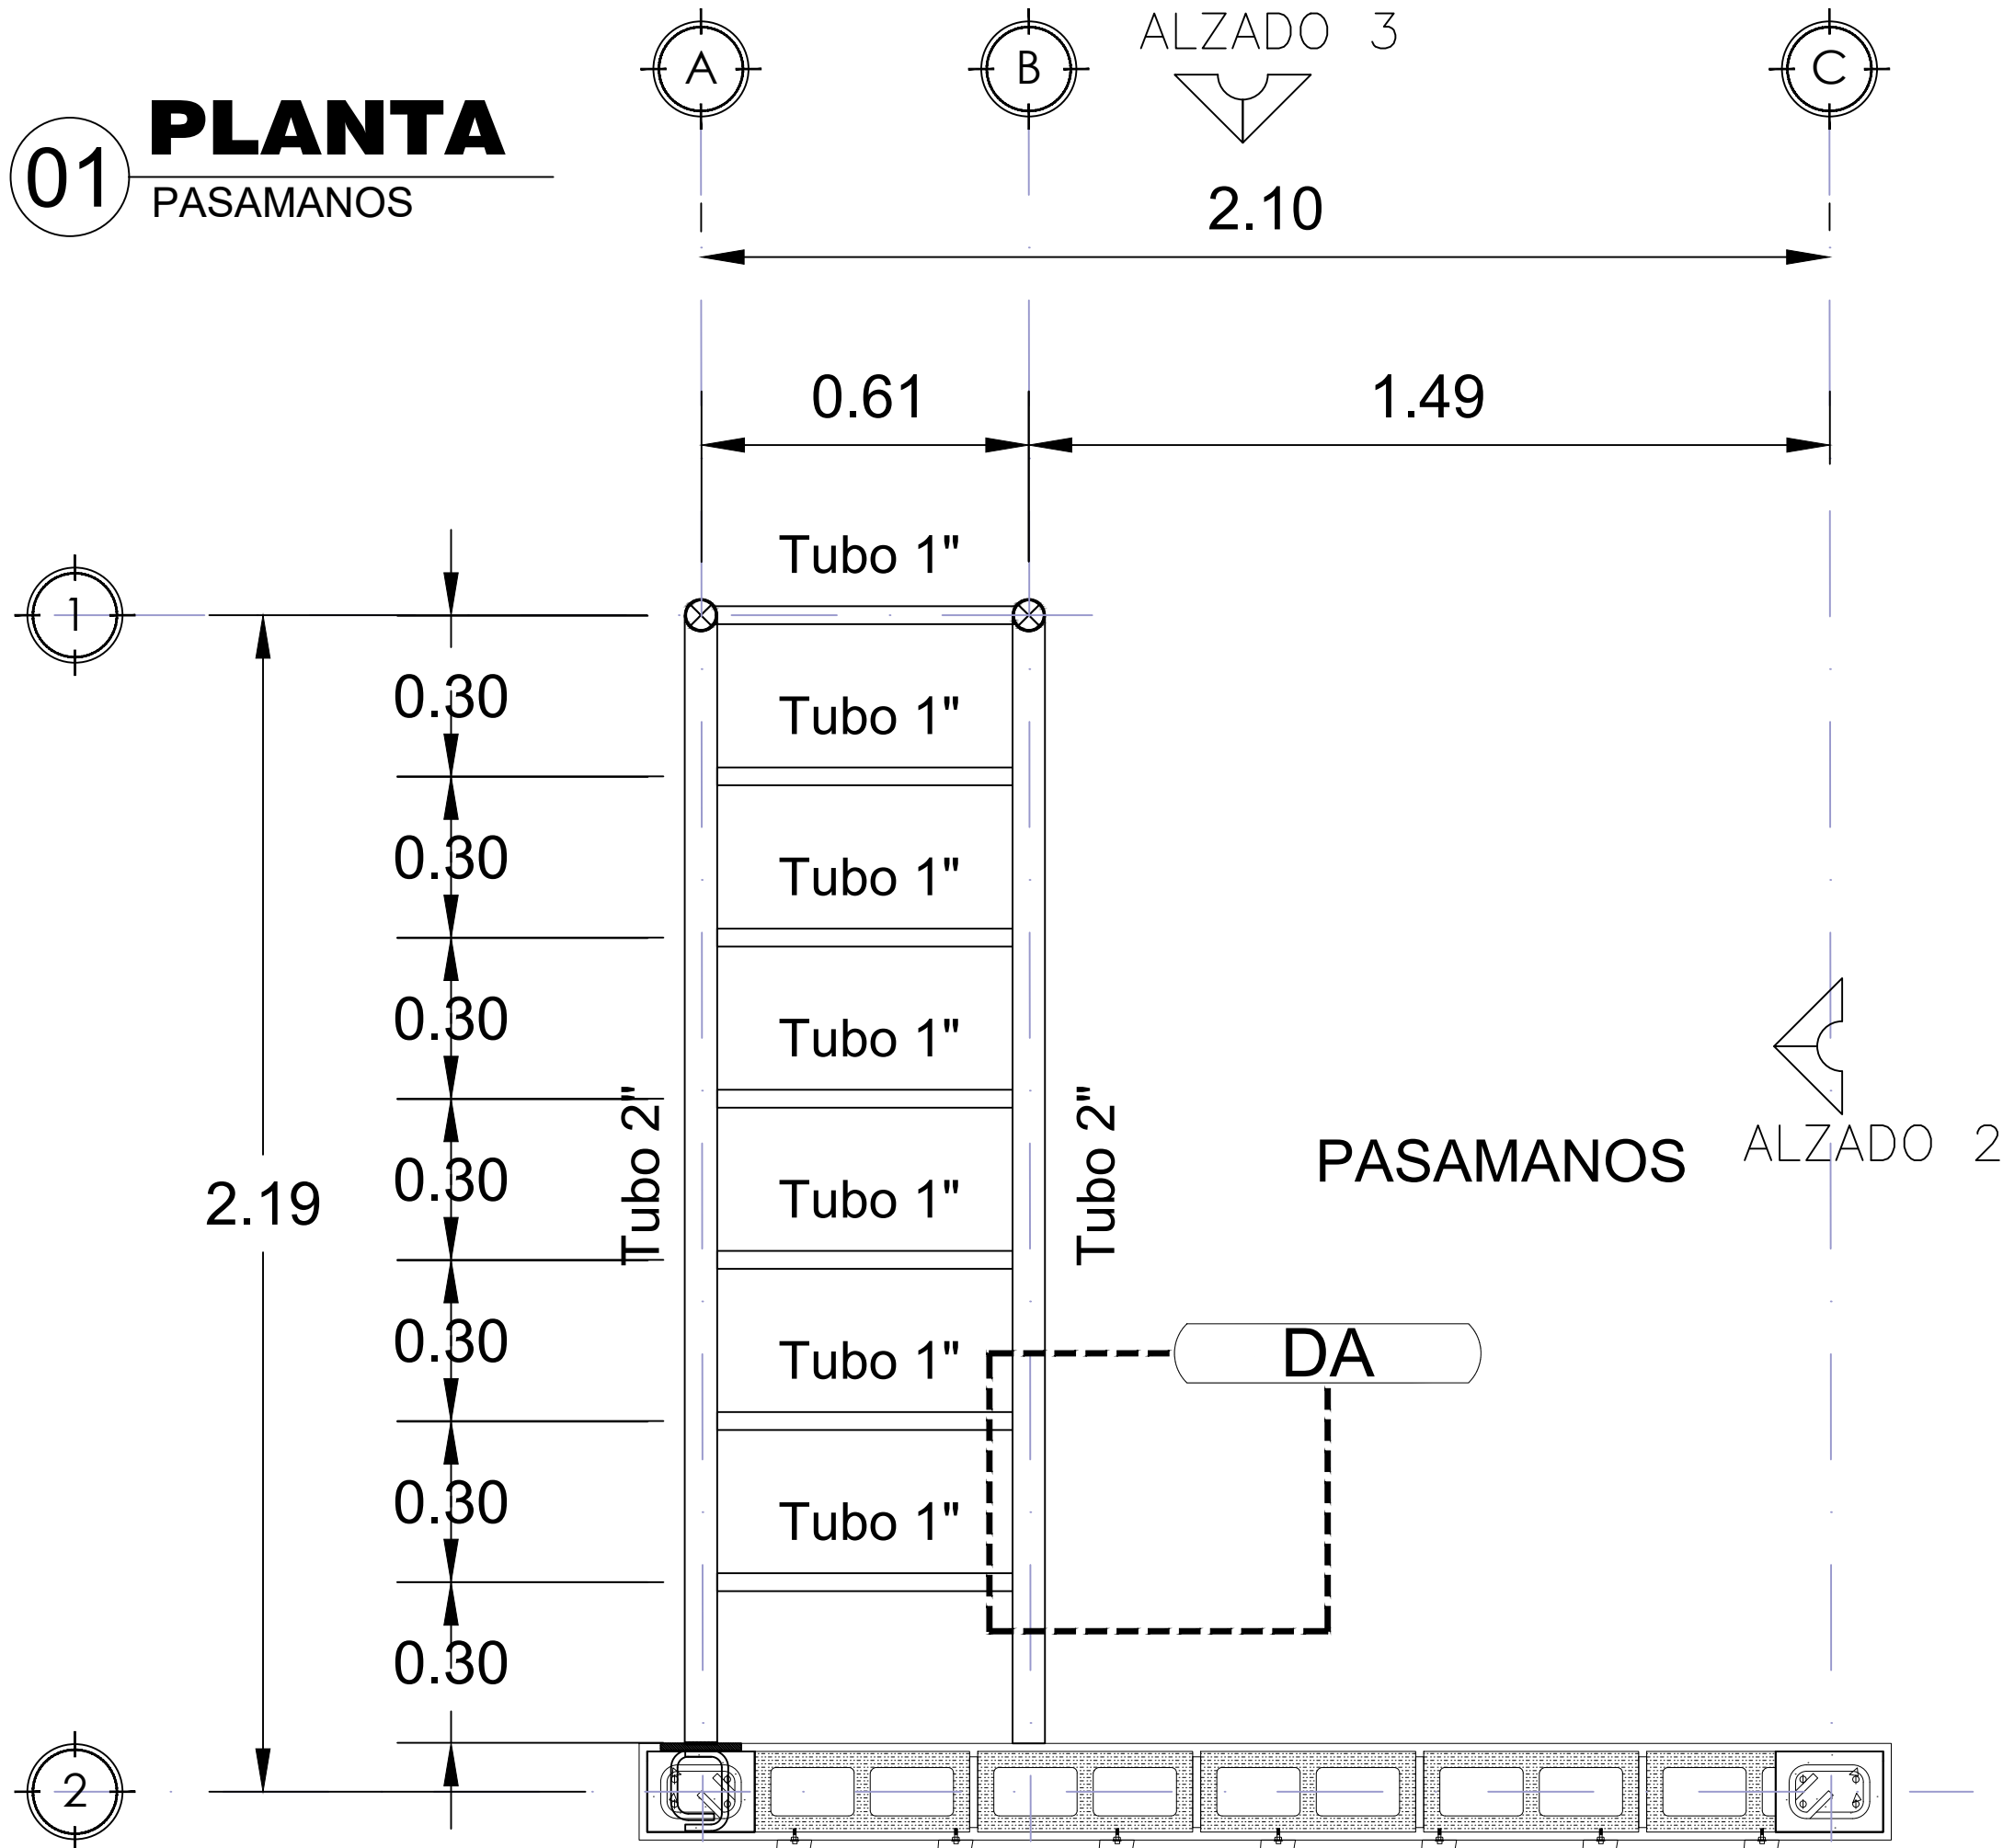 A
B
ALZADO 3
C
01
PLANTA
PASAMANOS
2.10
0.61
1.49
Tubo 1"
1
0.30
Tubo 1"
0.30
Tubo 1"
0.30
Tubo 1"
Tubo 2"
Tubo 2"
ALZADO 2
PASAMANOS
2.19
0.30
Tubo 1"
0.30
Tubo 1"
DA
0.30
Tubo 1"
0.30
2